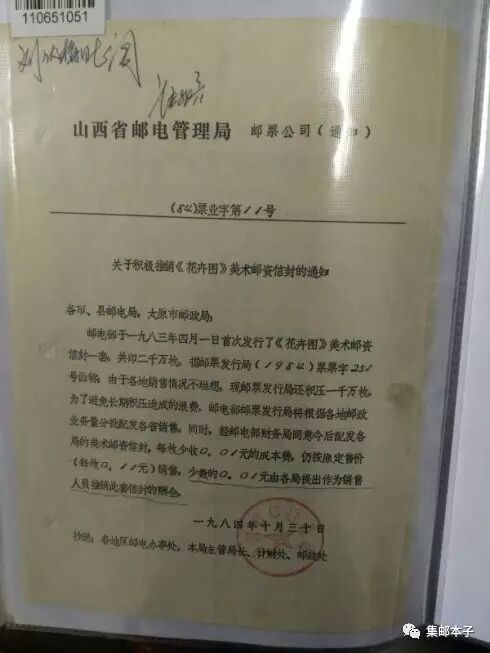 110651051
山西省邮电管理局 邮票公司（通知）
(84)票业字第11号
关于积极推销《花卉图》美术邮资信封的通知
各市、县邮电局，太原市邮政局：
邮电部于一九八三年四月一日首次发行了《花卉图》美术邮资
信封一套，共印二千万枚。据邮票发行局(1984)票票字251
号函称：由于各地销售情况不理想，现邮票发行局还积压一千万枚。
为了避免长期积压造成的浪费，邮电部邮票发行局将根据各地邮政
业务量分批配发各省销售。同时，经邮电部财务局同意今后配发各
局的美术邮资信封，每枚少收0.01元的成本费，仍按原定售价
(每枚0.11元)销售，少缴的0.01元由各局提出作为销售
人员推销此套信封的酬金。
一九八四年十月三十日
抄送：各地区邮电办事处，本局主管局长、计财处、邮政处
集邮本子